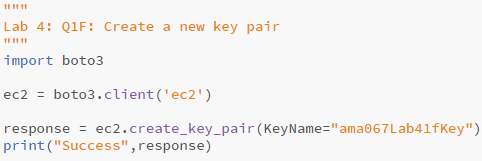 """
Lab 4: Q1F: Create a new key pair
"""
import boto3
ec2 = boto3.client('ec2')
response = ec2.create_key_pair(KeyName="ama067Lab41fKey")
print("Success",response)